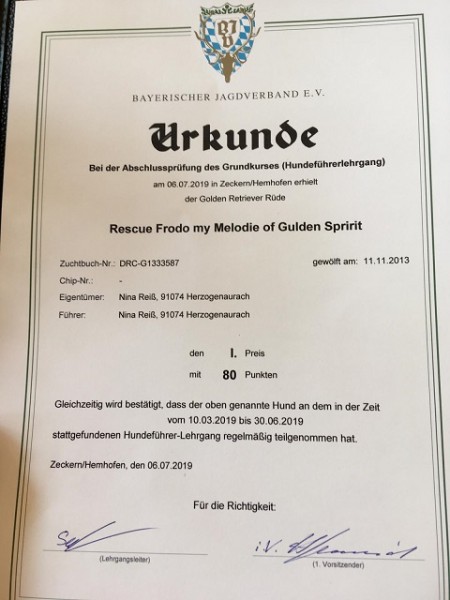 BJV
BAYERISCHER JAGDVERBAND E.V.
Urkunde
Bei der Abschlussprüfung des Grundkurses (Hundeführerlehrgang)
am 06.07.2019 in Zeckern/Hemhofen erhielt
der Golden Retriever Rüde
Rescue Frodo my Melodie of Gulden Spririt
Zuchtbuch-Nr.: DRC-G1333587 gewölft am: 11.11.2013
Chip-Nr.: -
Eigentümer: Nina Reiß, 91074 Herzogenaurach
Führer: Nina Reiß, 91074 Herzogenaurach
den I. Preis
mit 80 Punkten
Gleichzeitig wird bestätigt, dass der oben genannte Hund an dem in der Zeit
vom 10.03.2019 bis 30.06.2019
stattgefundenen Hundeführer-Lehrgang regelmäßig teilgenommen hat.
Zeckern/Hemhofen, den 06.07.2019
Für die Richtigkeit:
i.V.
(Lehrgangsleiter) (1. Vorsitzender)